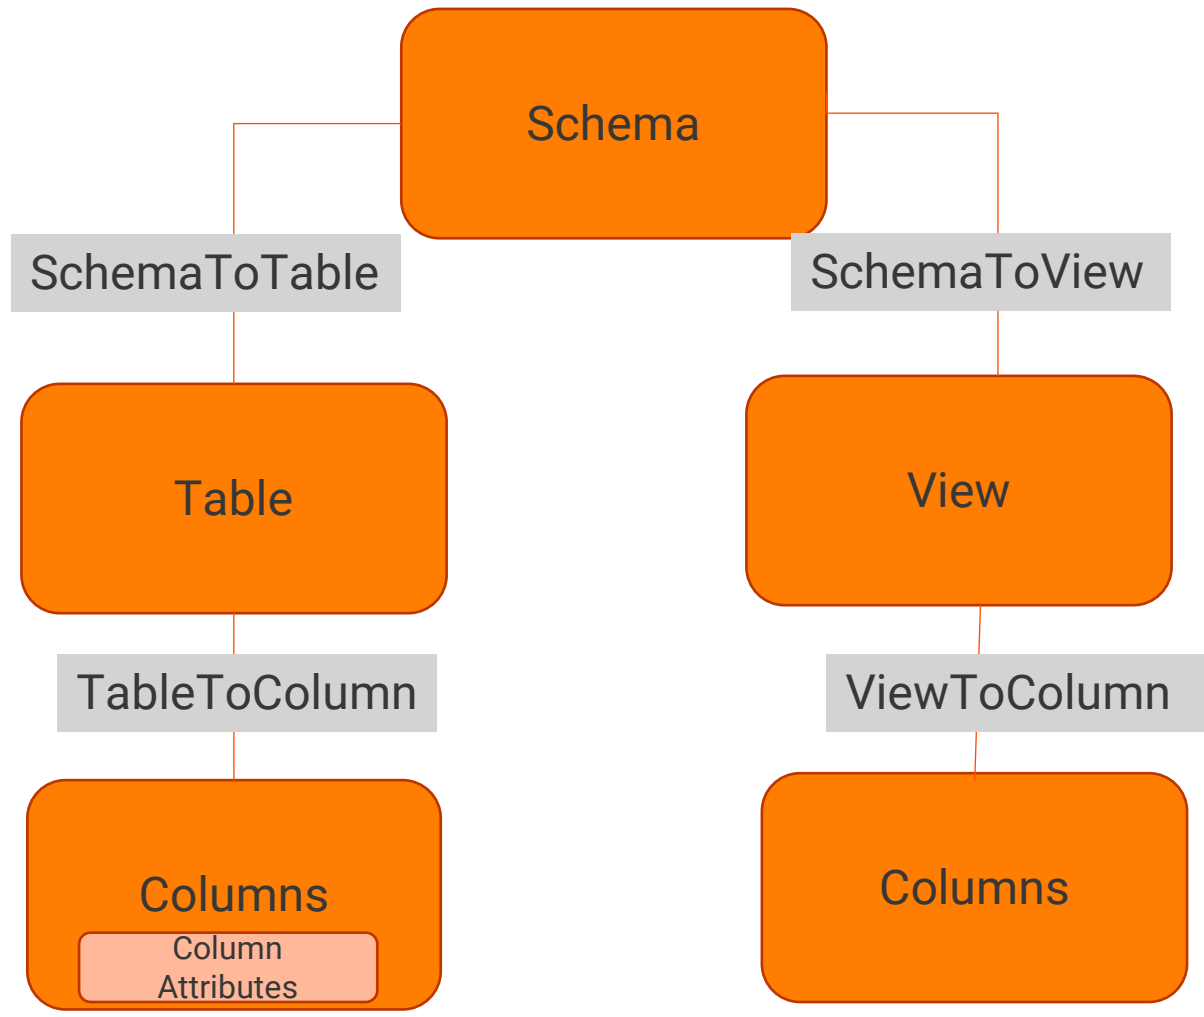 Schema
SchemaToTable
SchemaToView
Table
View
TableToColumn
ViewToColumn
Columns
Column
Attributes
Columns